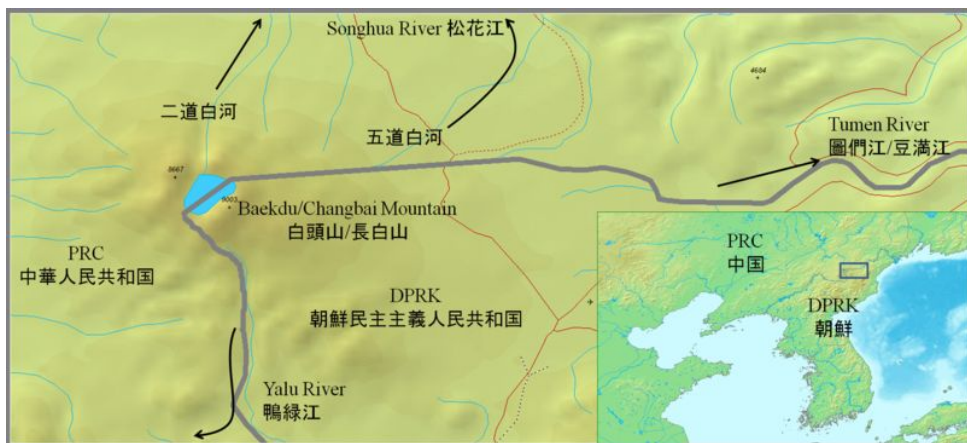 Songhua River 松花江
二道白河
五道白河
Tumen River
圖們江/豆満江
4684
5667
9003
Baekdu/Changbai Mountain
白頭山/長白山
PRC
中華人民共和国
DPRK
朝鮮民主主義人民共和国
Yalu River
鴨緑江
PRC
中国
DPRK
朝鮮